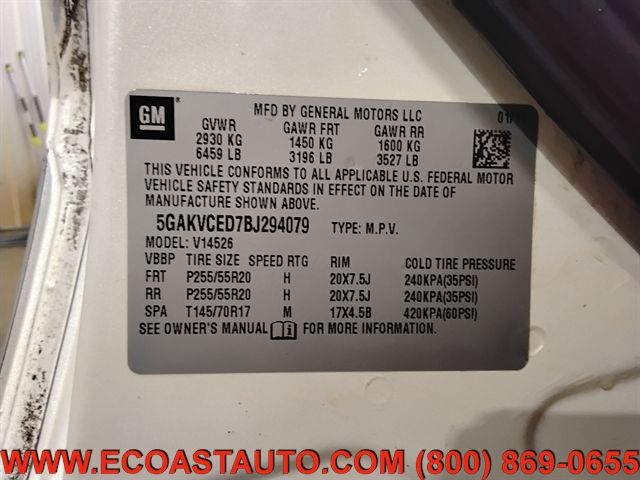 GM
MFD BY GENERAL MOTORS LLC
GVWR GAWR FRT GAWR RR
2930 KG 1450 KG 1600 KG
6459 LB 3196 LB 3527 LB
THIS VEHICLE CONFORMS TO ALL APPLICABLE U.S. FEDERAL MOTOR
VEHICLE SAFETY STANDARDS IN EFFECT ON THE DATE OF
MANUFACTURE SHOWN ABOVE.
5GAKVCED7BJ294079 TYPE: M.P.V.
MODEL: V14526
VBBP TIRE SIZE SPEED RTG RIM COLD TIRE PRESSURE
FRT P255/55R20 H 20X7.5J 240KPA(35PSI)
RR P255/55R20 H 20X7.5J 240KPA(35PSI)
SPA T145/70R17 M 17X4.5B 420KPA(60PSI)
SEE OWNER'S MANUAL FOR MORE INFORMATION.
WWW.ECOASTAUTO.COM (800) 869-0655